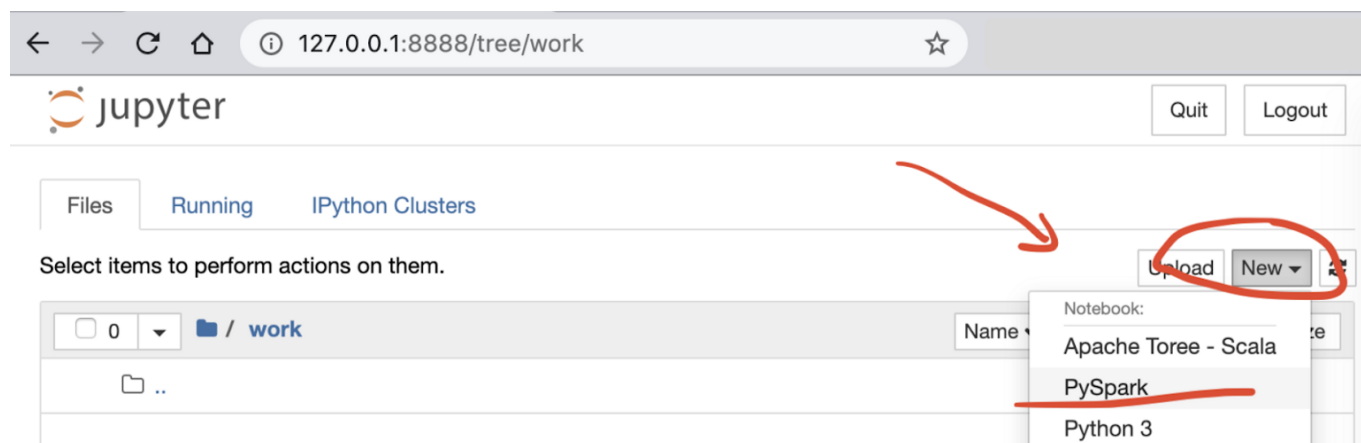 127.0.0.1:8888/tree/work
jupyter
Quit
Logout
Files
Running
IPython Clusters
Select items to perform actions on them.
Upload
New
0
/ work
Name
ze
Notebook:
Apache Toree - Scala
PySpark
Python 3
..